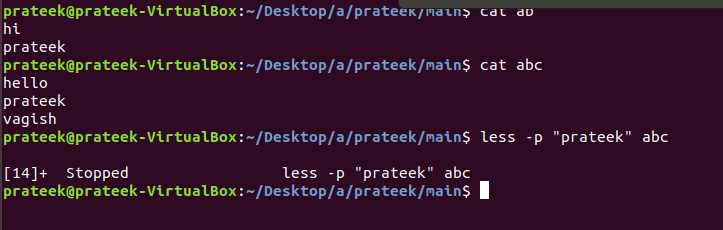 prateek@prateek-VirtualBox:~/Desktop/a/prateek/main$ cat ab
hi
prateek
prateek@prateek-VirtualBox:~/Desktop/a/prateek/main$ cat abc
hello
prateek
vagish
prateek@prateek-VirtualBox:~/Desktop/a/prateek/main$ less -p "prateek" abc
[14]+  Stopped                 less -p "prateek" abc
prateek@prateek-VirtualBox:~/Desktop/a/prateek/main$